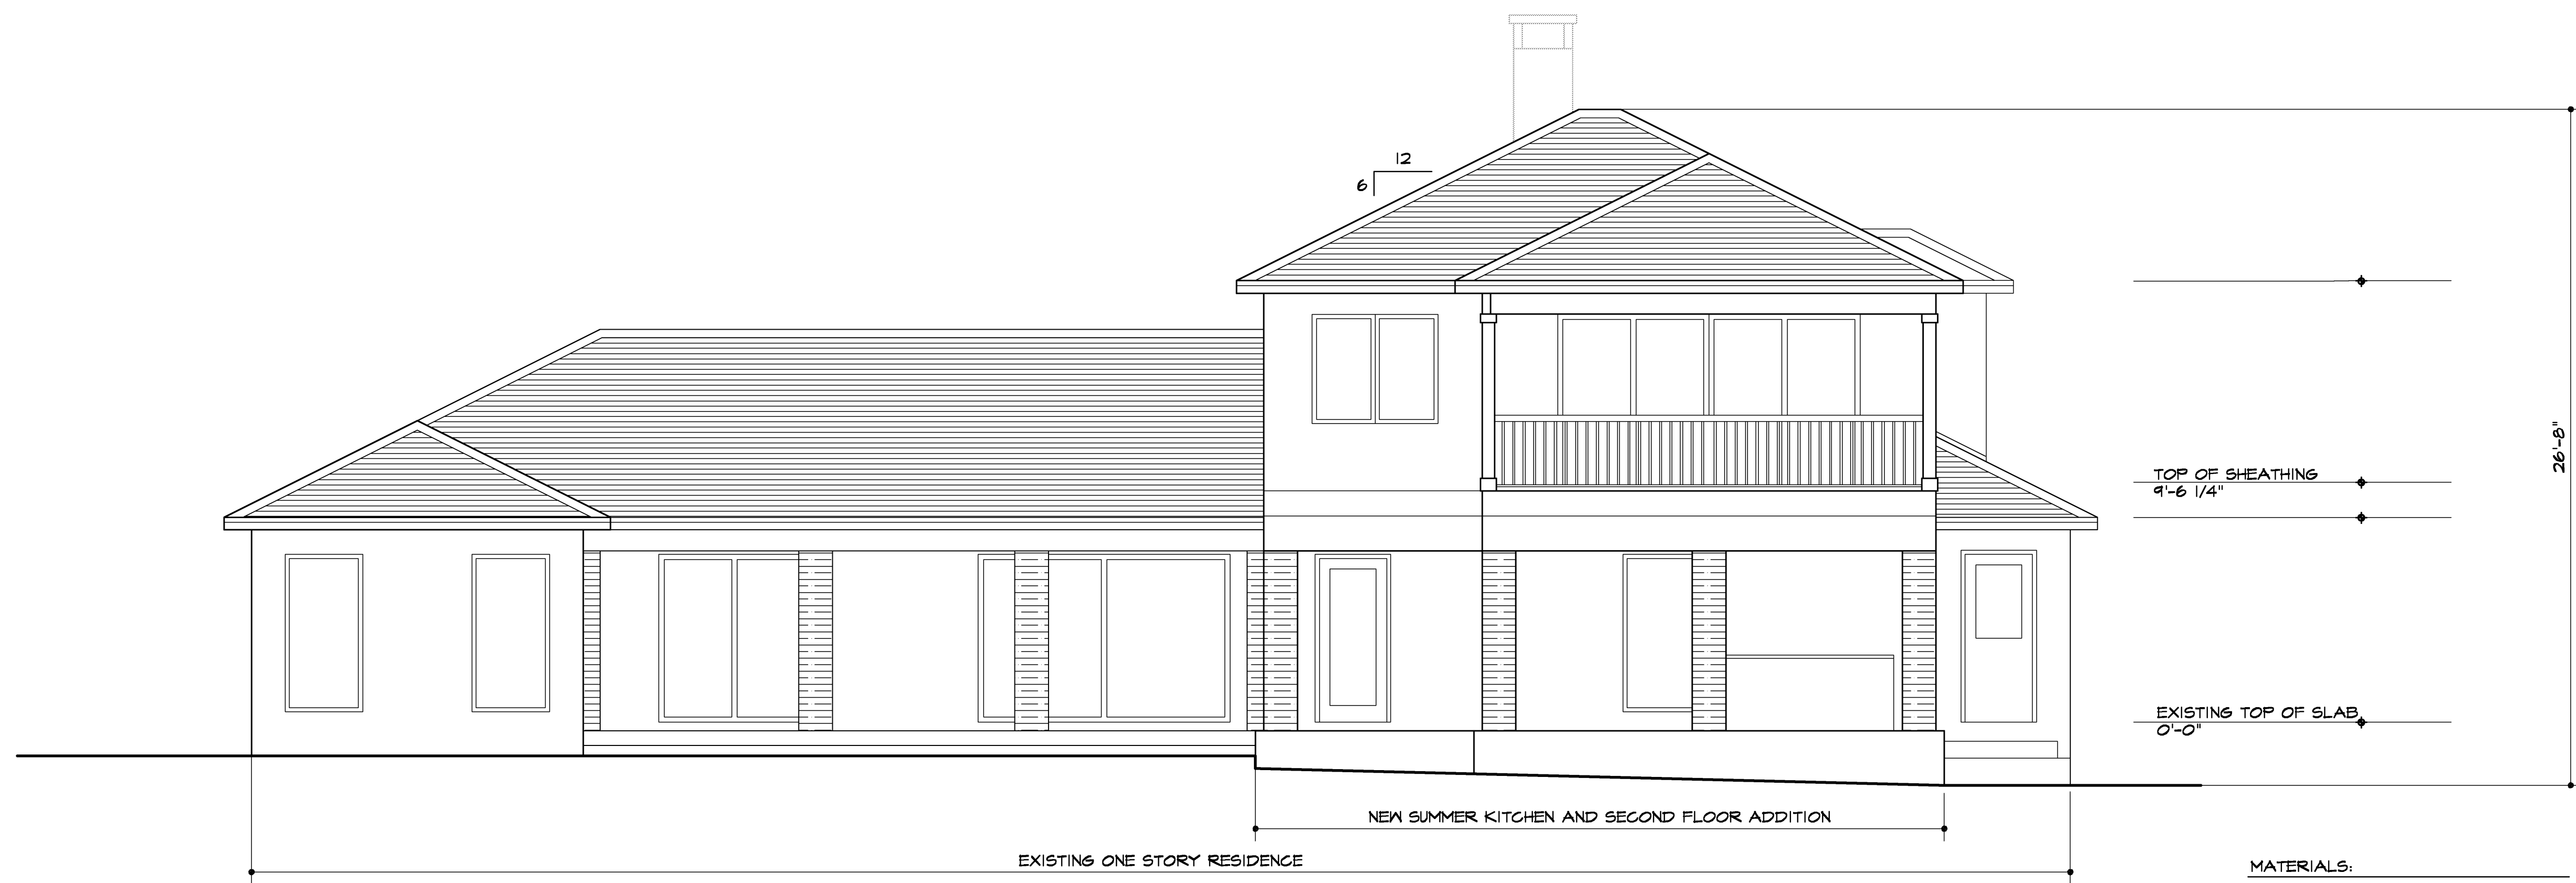 12
6
26'-8"
TOP OF SHEATHING
9'-6 1/4"
EXISTING TOP OF SLAB
0'-0"
NEW SUMMER KITCHEN AND SECOND FLOOR ADDITION
EXISTING ONE STORY RESIDENCE
MATERIALS: